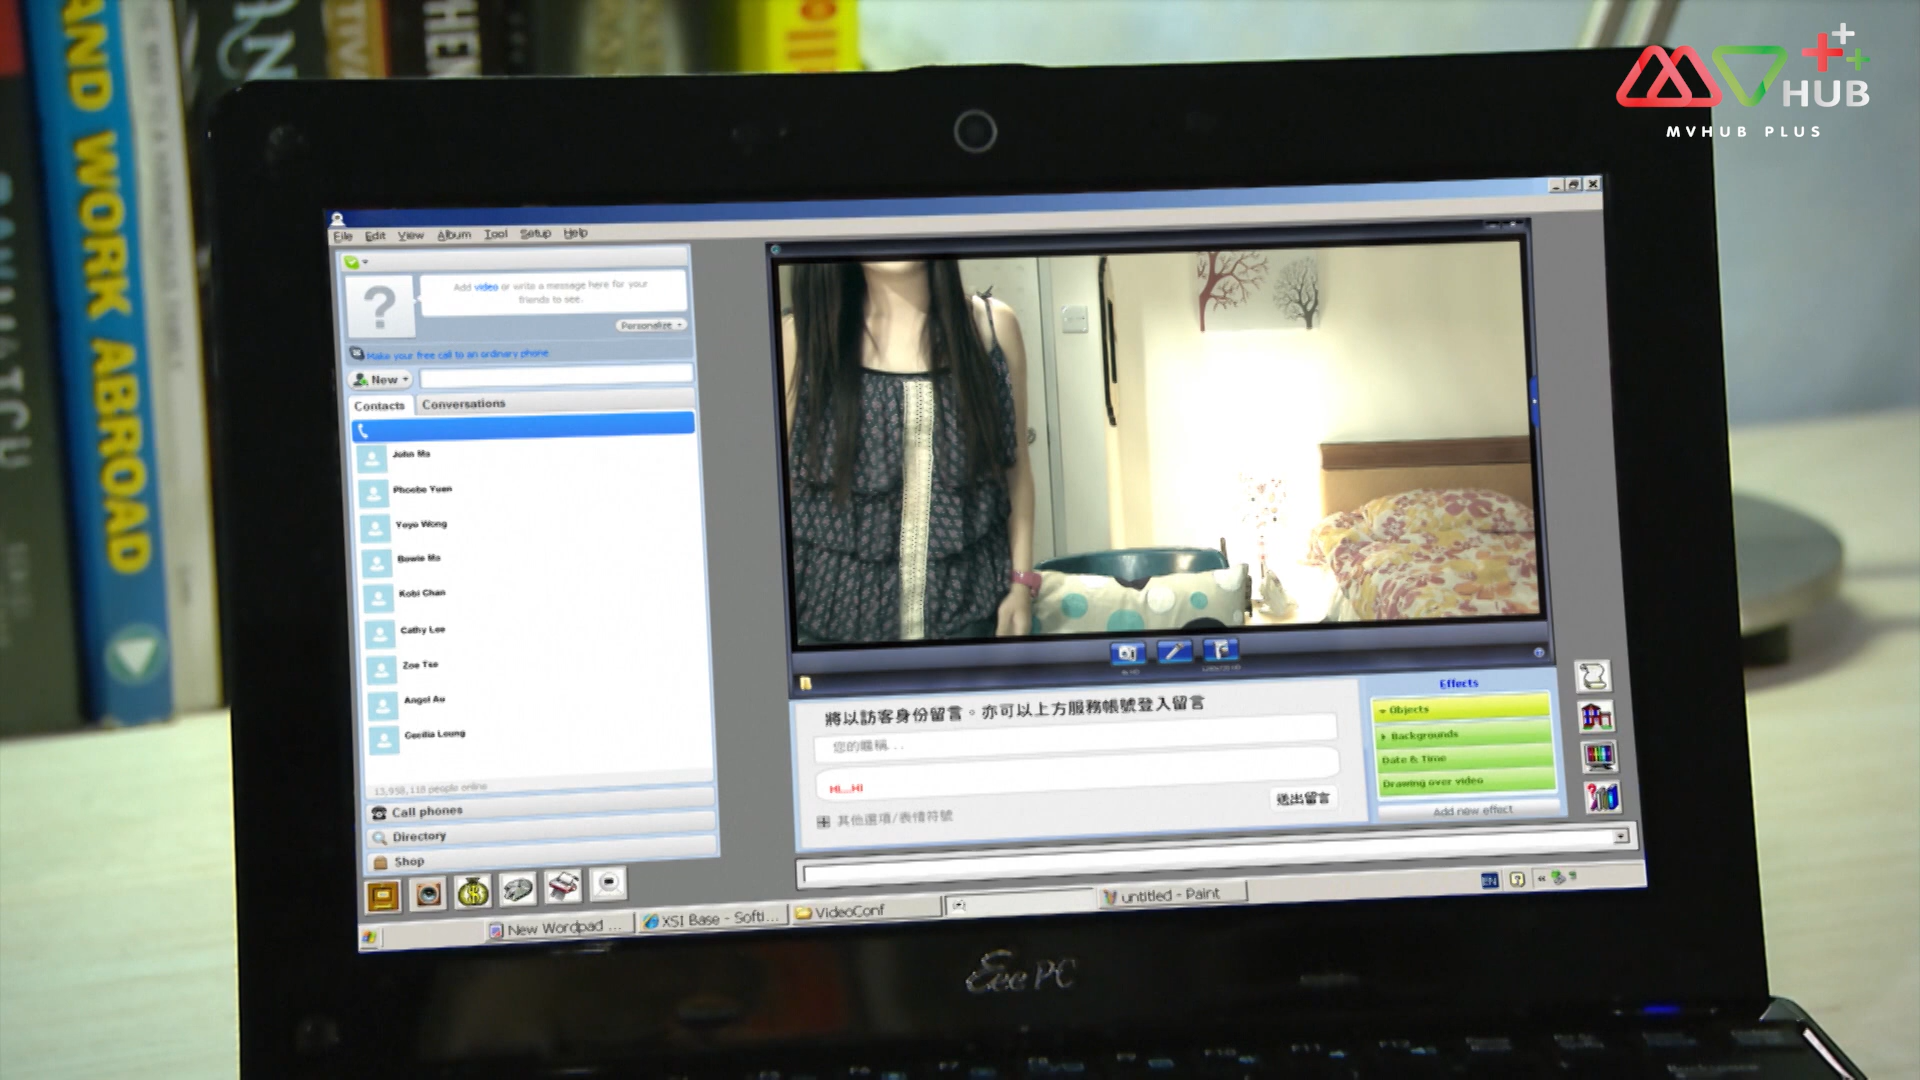 AND WORK ABROAD
HUB
MVHUB PLUS
File Edit View Album Tool Setup Help
Add video or write a message here for your
friends to see.
Personalize
Make your free call to an ordinary phone
New
Contacts Conversations
John Ma
Phoebe Yuen
Yoyo Wong
Bowie Ma
Kobi Chan
Cathy Lee
Zoe Tse
Angel Au
Cecilia Leung
13,958,118 people online
Call phones
Directory
Shop
將以訪客身份留言。亦可以上方服務帳號登入留言
您的暱稱...
Hi...Hi
送出留言
其他選項/表情符號
Effects
Objects
Backgrounds
Date & Time
Drawing over video
Add new effect
EN
New Wordpad ...
XSI Base - Softi...
VideoConf
untitled - Paint
Eee PC